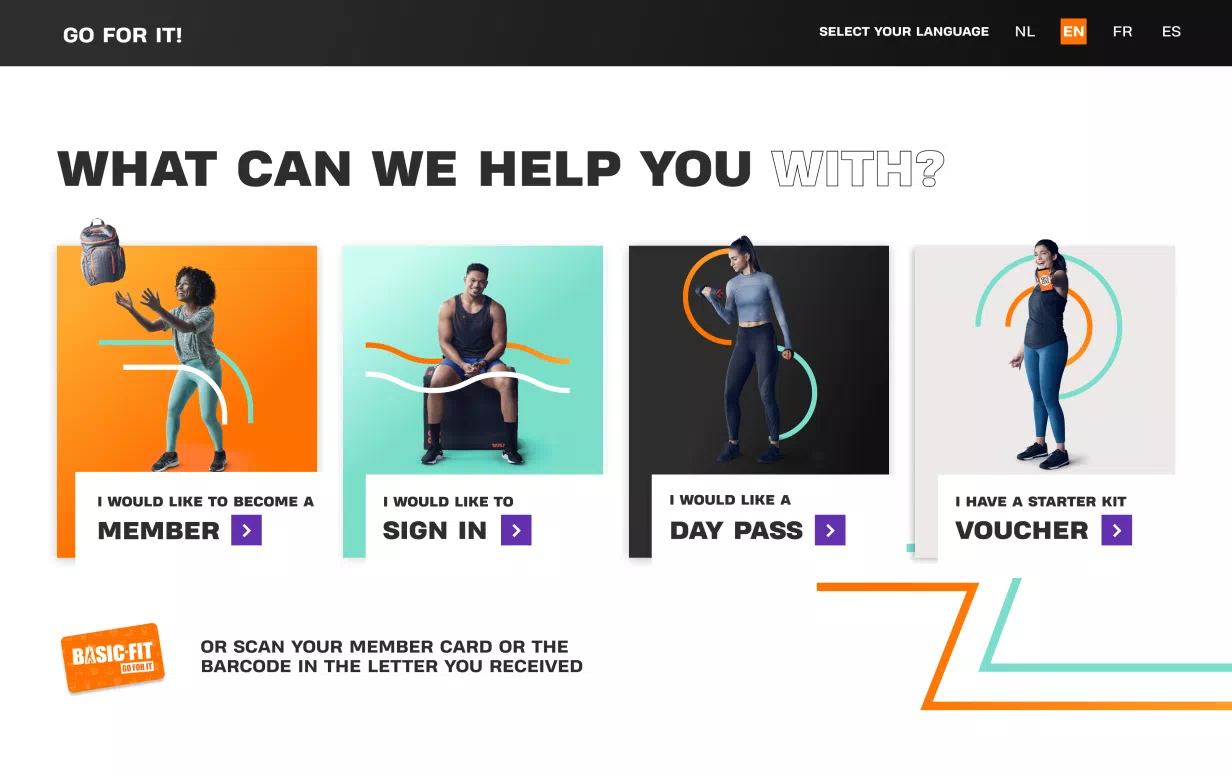 GO FOR IT!
SELECT YOUR LANGUAGE NL EN FR ES
WHAT CAN WE HELP YOU WITH?
I WOULD LIKE TO BECOME A
MEMBER
I WOULD LIKE TO
SIGN IN
I WOULD LIKE A
DAY PASS
I HAVE A STARTER KIT
VOUCHER
BASIC-FIT
GO FOR IT
OR SCAN YOUR MEMBER CARD OR THE
BARCODE IN THE LETTER YOU RECEIVED